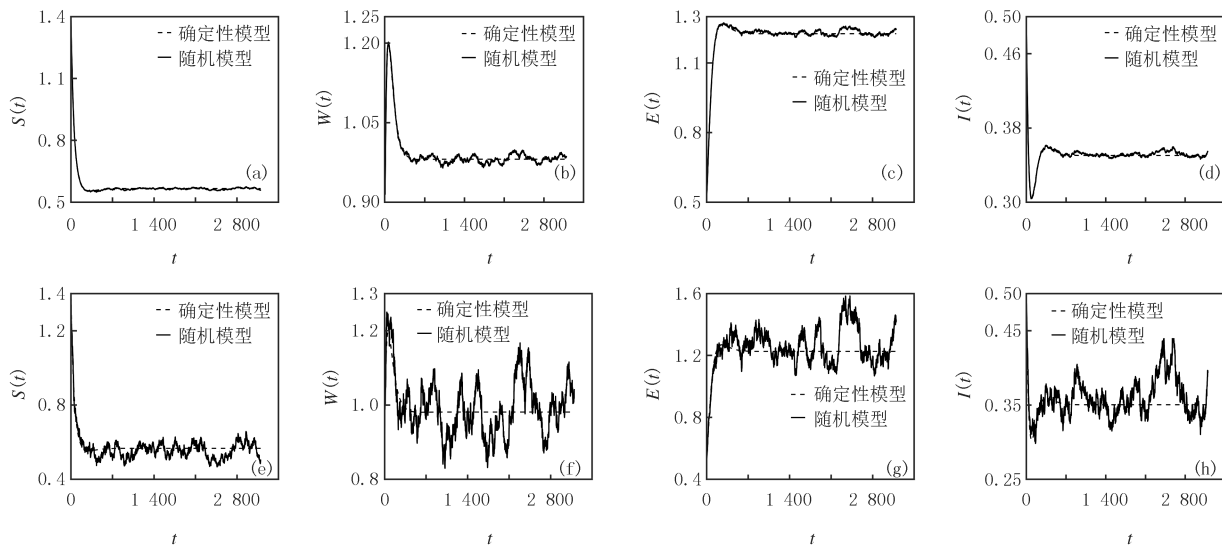 1.4
1.1
0.8
0.5
S(t)
-- 确定性模型
— 随机模型
(a)
0
1 400
2 800
t
1.25
1.20
1.05
0.90
W(t)
-- 确定性模型
— 随机模型
(b)
0
1 400
2 800
t
1.3
1.1
0.8
0.5
E(t)
-- 确定性模型
— 随机模型
(c)
0
1 400
2 800
t
0.50
0.46
0.38
0.30
I(t)
-- 确定性模型
— 随机模型
(d)
0
1 400
2 800
t
1.4
1.2
0.8
0.4
S(t)
-- 确定性模型
— 随机模型
(e)
0
1 400
2 800
t
1.3
1.2
1.0
0.8
W(t)
-- 确定性模型
— 随机模型
(f)
0
1 400
2 800
t
1.6
1.2
0.8
0.4
E(t)
-- 确定性模型
— 随机模型
(g)
0
1 400
2 800
t
0.50
0.45
0.35
0.25
I(t)
-- 确定性模型
— 随机模型
(h)
0
1 400
2 800
t